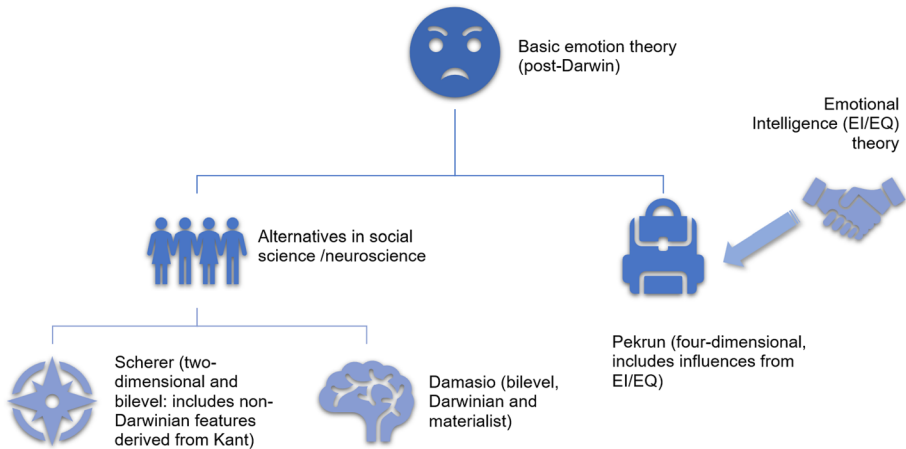 Basic emotion theory
(post-Darwin)
Emotional
Intelligence (EI/EQ)
theory
Alternatives in social
science /neuroscience
Scherer (two-
dimensional and
bilevel: includes non-
Darwinian features
derived from Kant)
Damasio (bilevel,
Darwinian and
materialist)
Pekrun (four-dimensional,
includes influences from
EI/EQ)